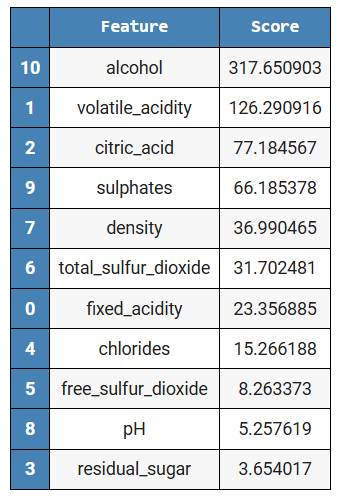 Feature Score
10 alcohol 317.650903
1 volatile_acidity 126.290916
2 citric_acid 77.184567
9 sulphates 66.185378
7 density 36.990465
6 total_sulfur_dioxide 31.702481
0 fixed_acidity 23.356885
4 chlorides 15.266188
5 free_sulfur_dioxide 8.263373
8 pH 5.257619
3 residual_sugar 3.654017